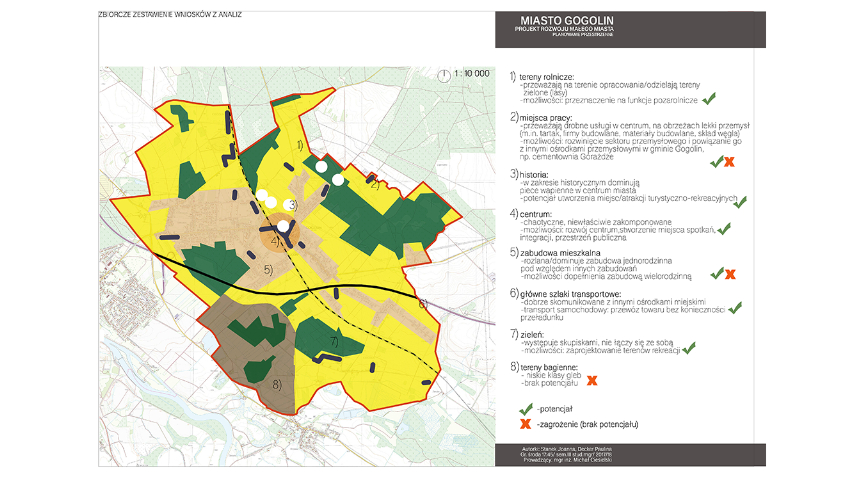 ZBIORCZE ZESTAWIENIE WNIOSKÓW Z ANALIZ
MIASTO GOGOLIN
PROJEKT ROZWOJU MAŁEGO MIASTA
PLANOWANIE PRZESTRZENNE
1 : 10 000
1)
2)
3)
4)
5)
6)
7)
8)
1) tereny rolnicze:
-przeważają na terenie opracowania/odzielają tereny
zielone (lasy)
-możliwości: przeznaczenie na funkcje pozarolnicze
2) miejsca pracy:
-przeważają drobne usługi w centrum, na obrzeżach lekki przemysł
(m.in. tartak, firmy budowlane, materiały budowlane, skład węgla)
-możliwości: rozwinięcie sektoru przemysłowego i powiązanie go
z innymi ośrodkami przemysłowymi w gminie Gogolin,
np. cementownia Górażdże
3) historia:
-w zakresie historycznym dominują
piece wapienne w centrum miasta
-potencjał utworzenia miejsc/atrakcji turystyczno-rekreacyjnych
4) centrum:
-chaotyczne, niewłaściwie zakomponowane
-możliwości: rozwój centrum,stworzenie miejsca spotkań,
integracji, przestrzeń publiczna
5) zabudowa mieszkalna
-rozlana/dominuje zabudowa jednorodzinna
pod względem innych zabudowań
-możliwości dopełnienia zabudową wielorodzinną
6) główne szlaki transportowe:
-dobrze skomunikowane z innymi ośrodkami miejskimi
-transport samochodowy: przewóz towaru bez konieczności
przeładunku
7) zieleń:
-występuje skupiskami, nie łączy się ze sobą
-możliwości: zaprojektowanie terenów rekreacji
8) tereny bagienne:
- niskie klasy gleb
-brak potencjału
-potencjał
-zagrożenie (brak potencjału)
Autorki: Stanek Joanna, Decker Paulina
Gr. środa 17.45/ sem.III stud.mgr/ 2017/18
Prowadzący: mgr inż. Michał Ciesielski